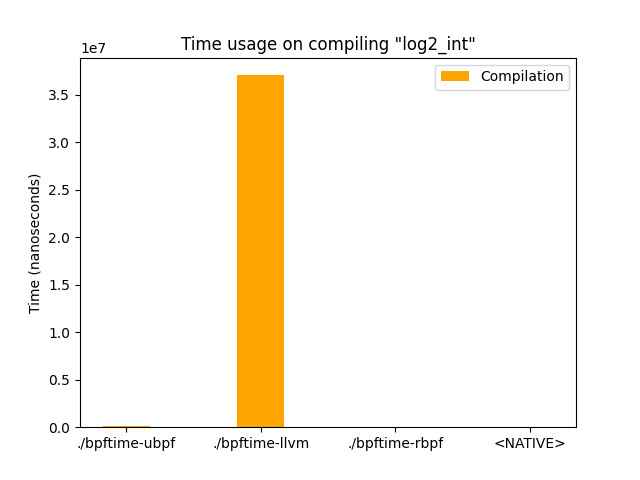 Time usage on compiling "log2_int"
1e7
Compilation
3.5
3.0
2.5
2.0
1.5
1.0
0.5
0.0
Time (nanoseconds)
./bpftime-ubpf
./bpftime-llvm
./bpftime-rbpf
<NATIVE>